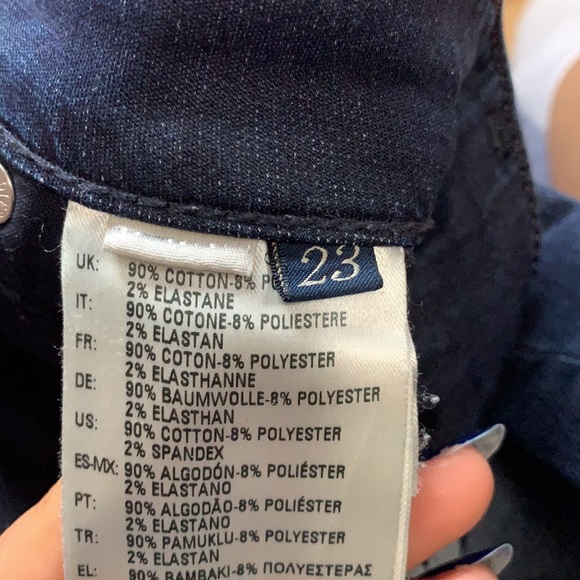 23
UK: 90% COTTON-8% PO
2% ELASTANE
IT: 90% COTONE-8% POLIESTERE
2% ELASTAN
FR: 90% COTON-8% POLYESTER
2% ELASTHANNE
DE: 90% BAUMWOLLE-8% POLYESTER
2% ELASTHAN
US: 90% COTTON-8% POLYESTER
2% SPANDEX
ES-MX: 90% ALGODÓN-8% POLIÉSTER
2% ELASTANO
PT: 90% ALGODÃO-8% POLIÉSTER
2% ELASTANO
TR: 90% PAMUKLU-8% POLYESTER
2% ELASTAN
EL: 90% ΒΑΜΒΑΚΙ-8% ΠΟΛΥΕΣΤΕΡΑΣ